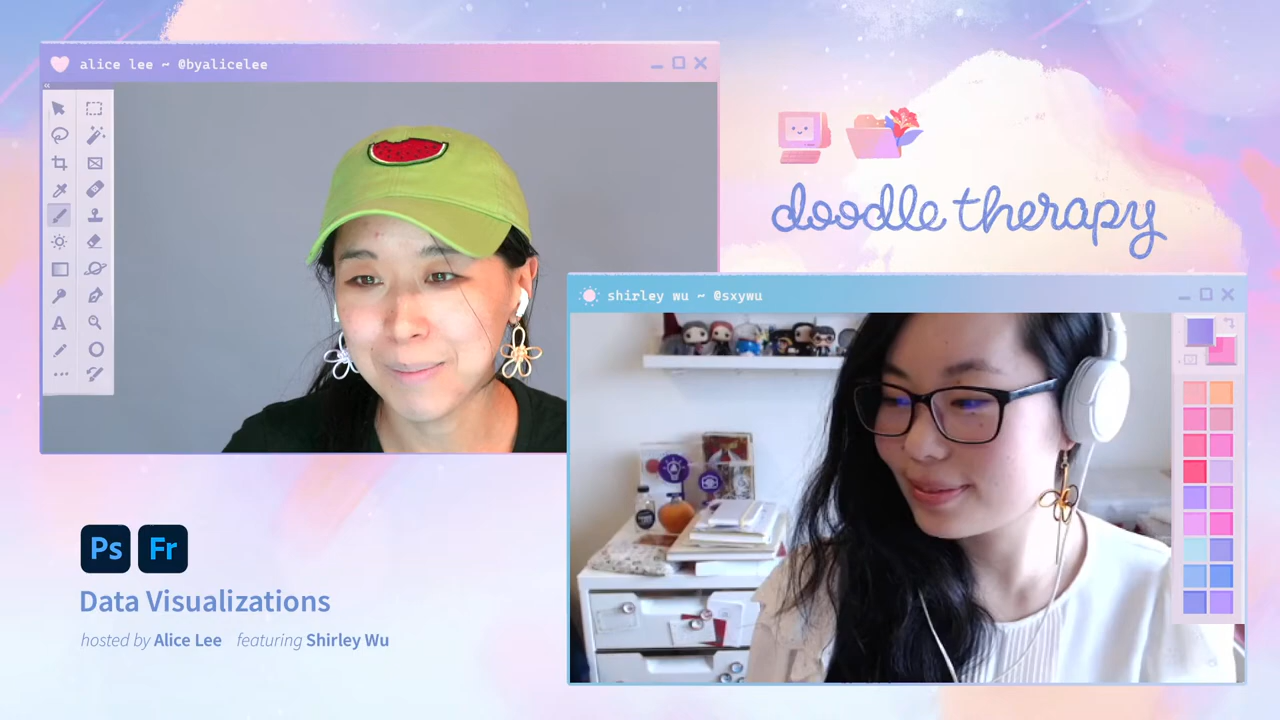 alice lee ~ @byalicelee
doodle therapy
shirley wu ~ @sxywu
Ps Fr
Data Visualizations
hosted by Alice Lee featuring Shirley Wu